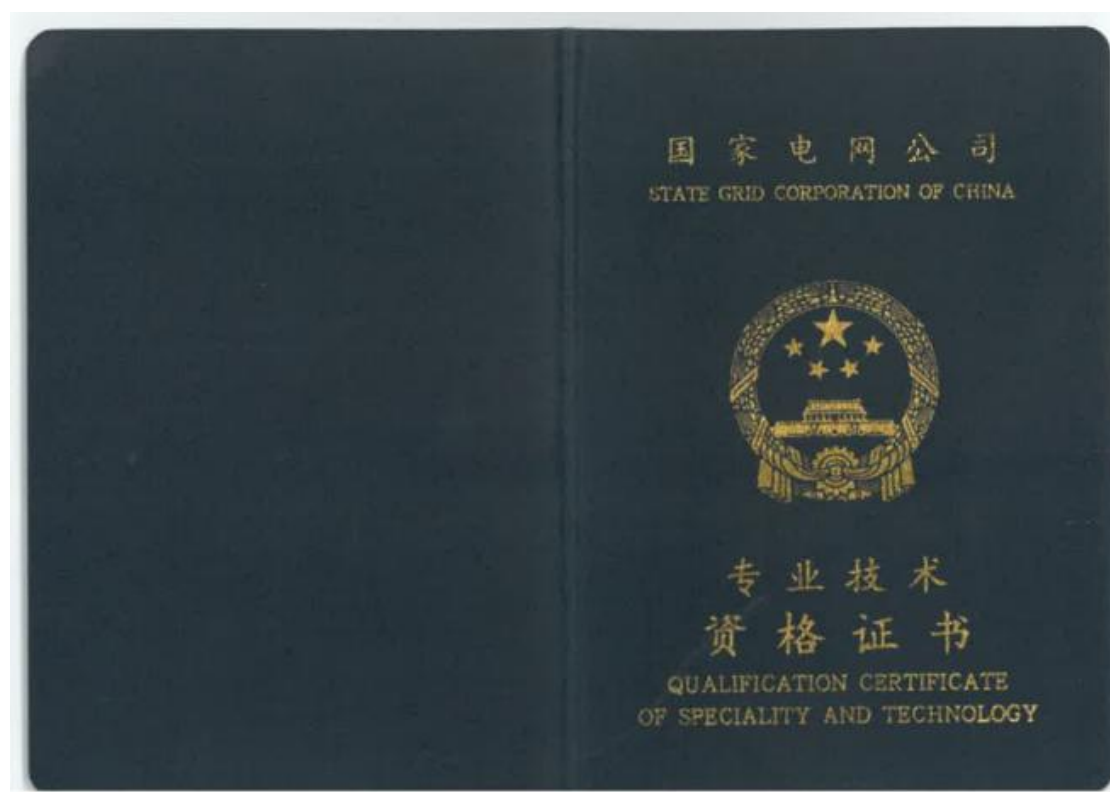 国家电网公司
STATE GRID CORPORATION OF CHINA
专业技术
资格证书
QUALIFICATION CERTIFICATE
OF SPECIALITY AND TECHNOLOGY